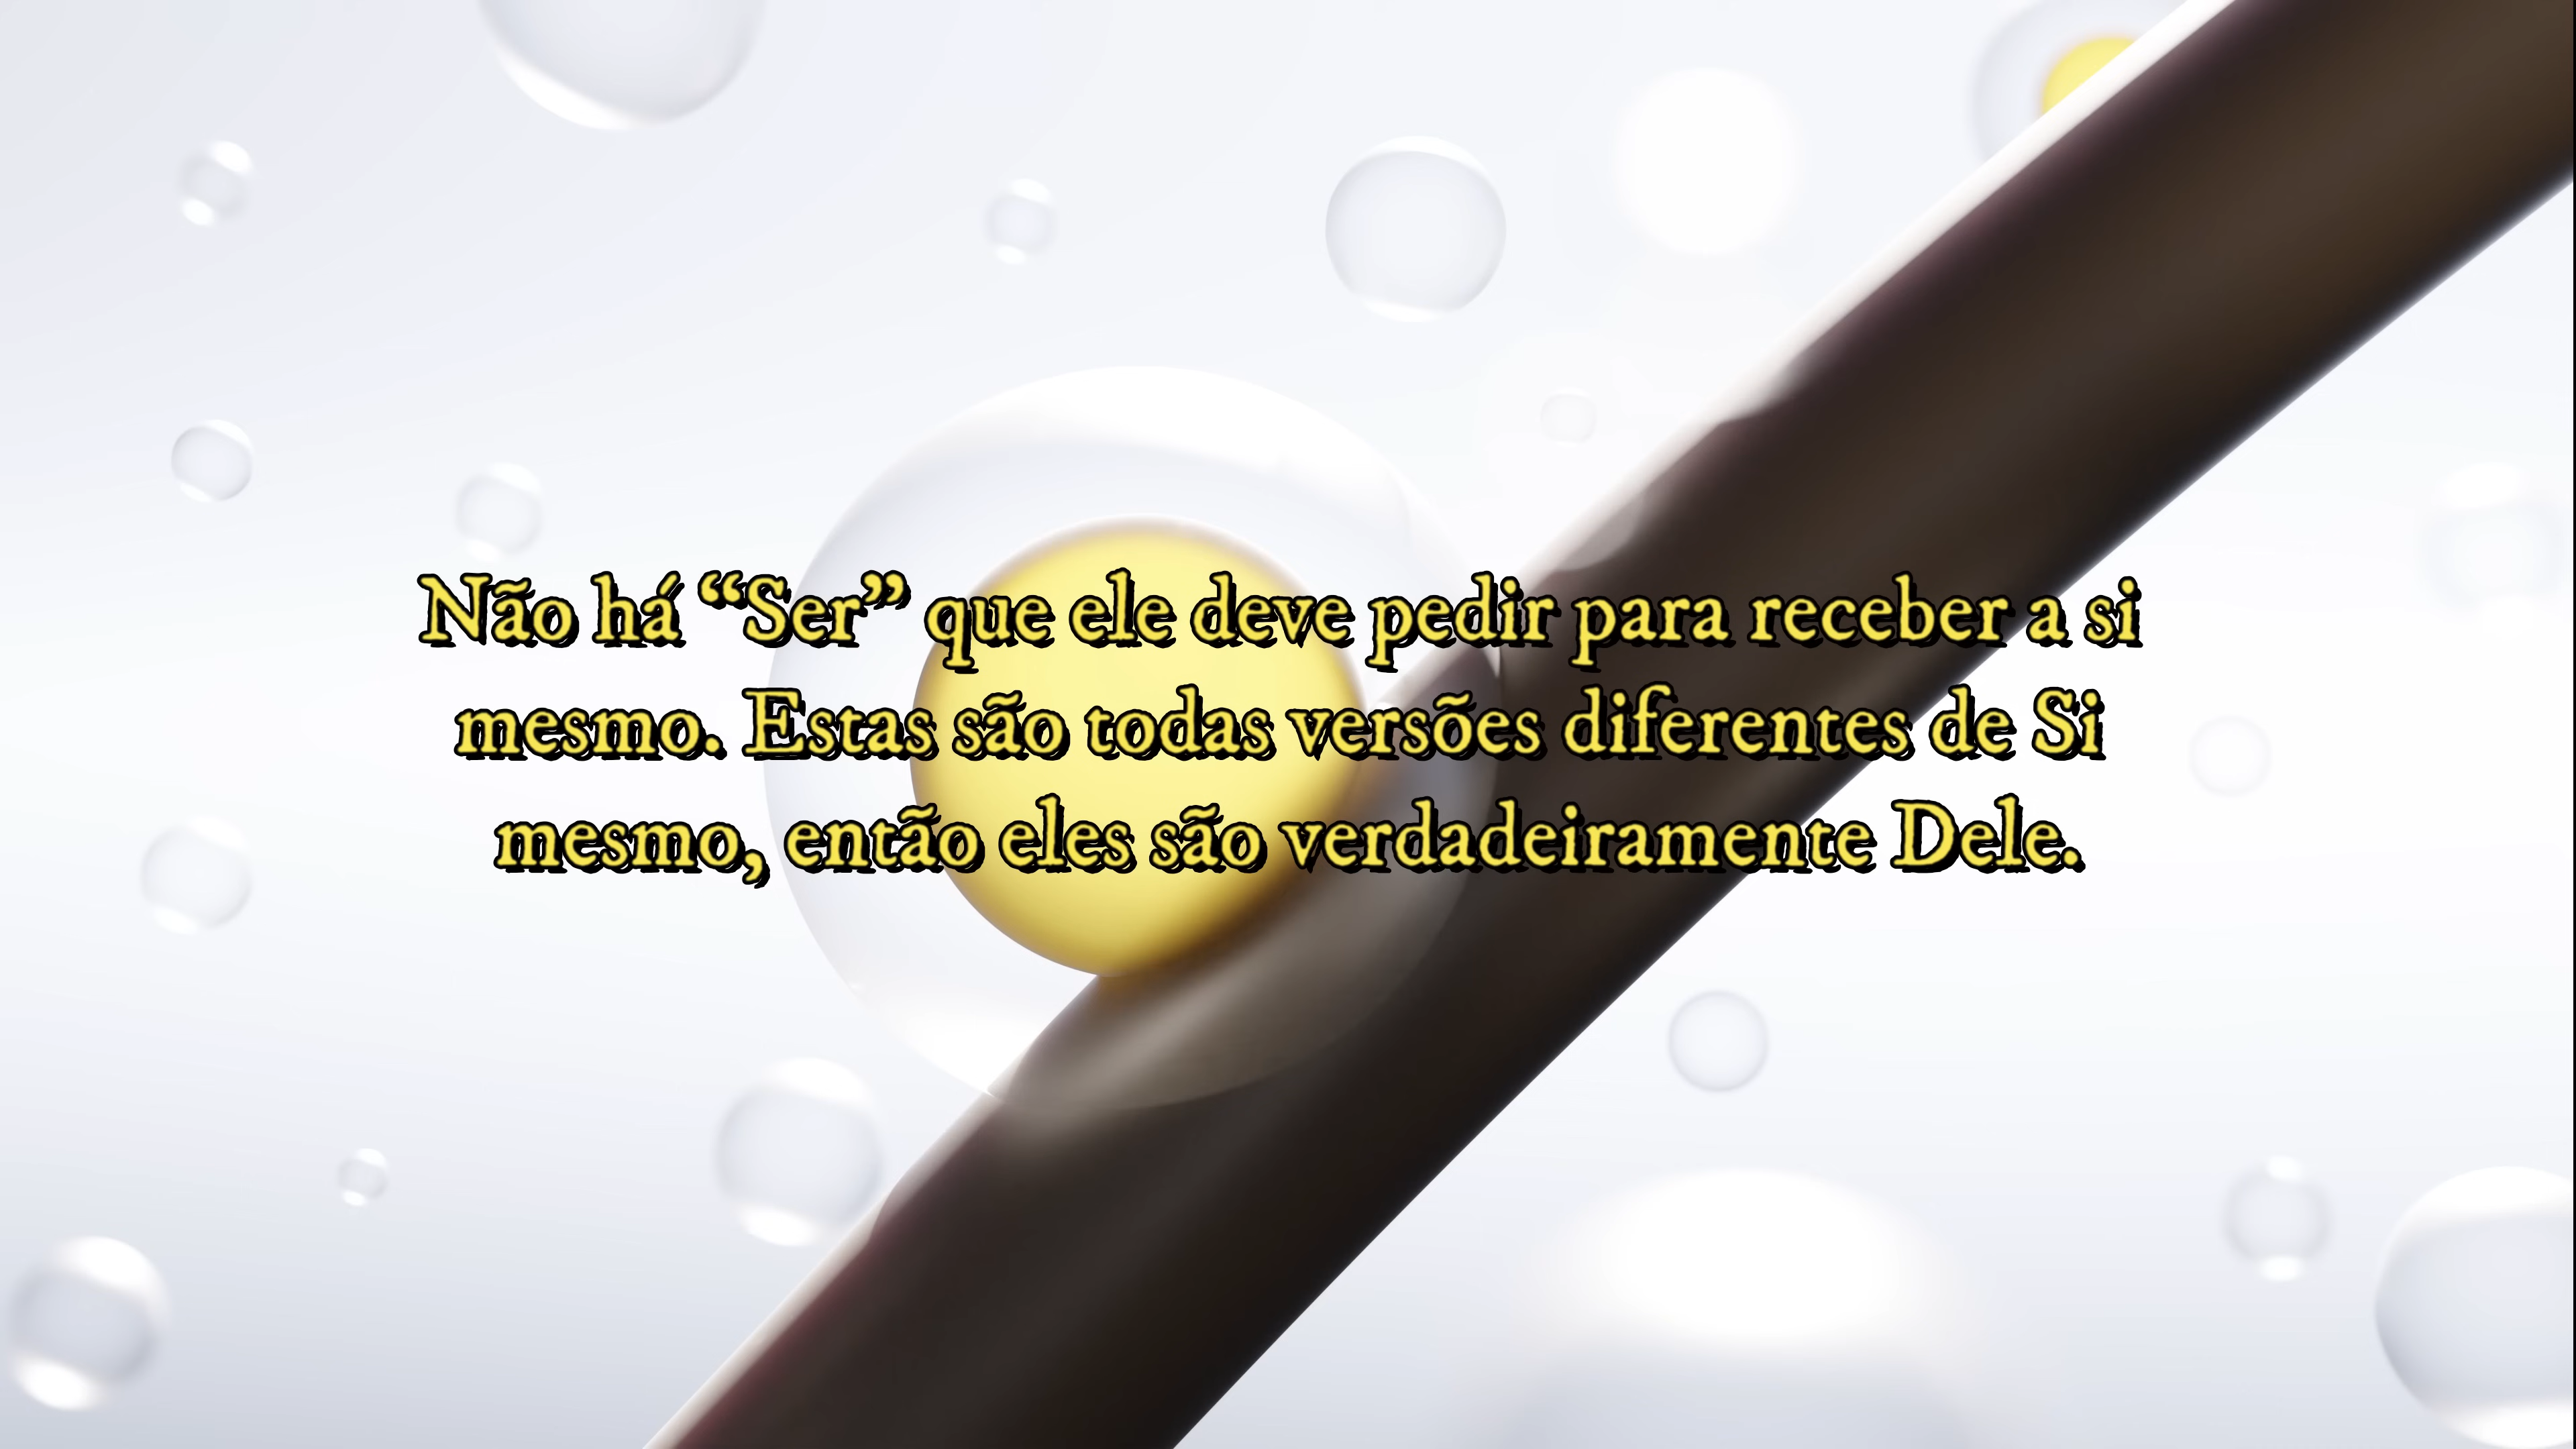 Não há “Ser” que ele deve pedir para receber a si
mesmo. Estas são todas versões diferentes de Si
mesmo, então eles são verdadeiramente Dele.